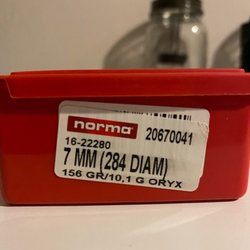 norma 20670041
16-22280
7 MM (284 DIAM)
156 GR/10,1 G ORYX